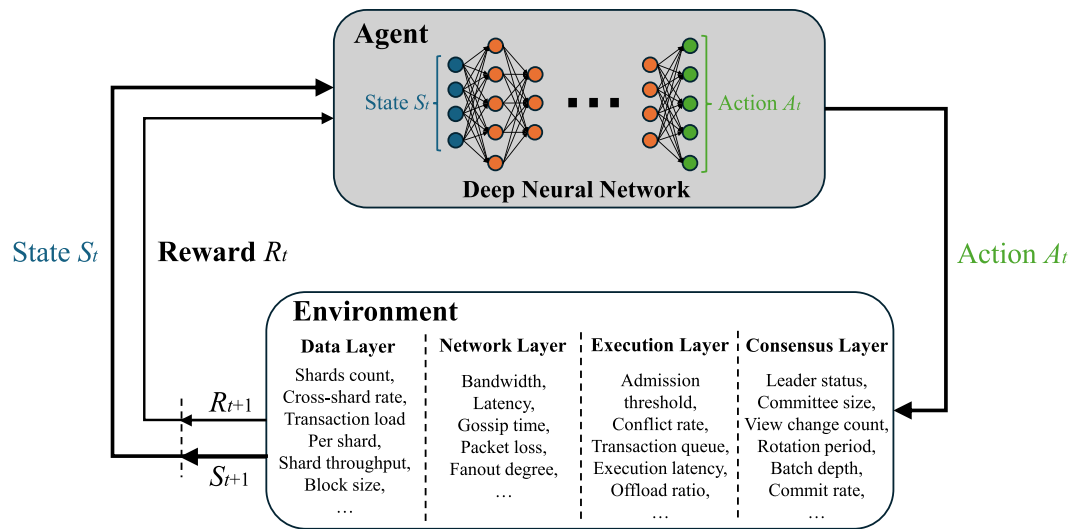 Agent
State St
Action At
Deep Neural Network
State St
Reward Rt
Action At
Environment
Data Layer
Shards count,
Cross-shard rate,
Transaction load
Per shard,
Shard throughput,
Block size,
…
Network Layer
Bandwidth,
Latency,
Gossip time,
Packet loss,
Fanout degree,
…
Execution Layer
Admission
threshold,
Conflict rate,
Transaction queue,
Execution latency,
Offload ratio,
…
Consensus Layer
Leader status,
Committee size,
View change count,
Rotation period,
Batch depth,
Commit rate,
…
Rt+1
St+1